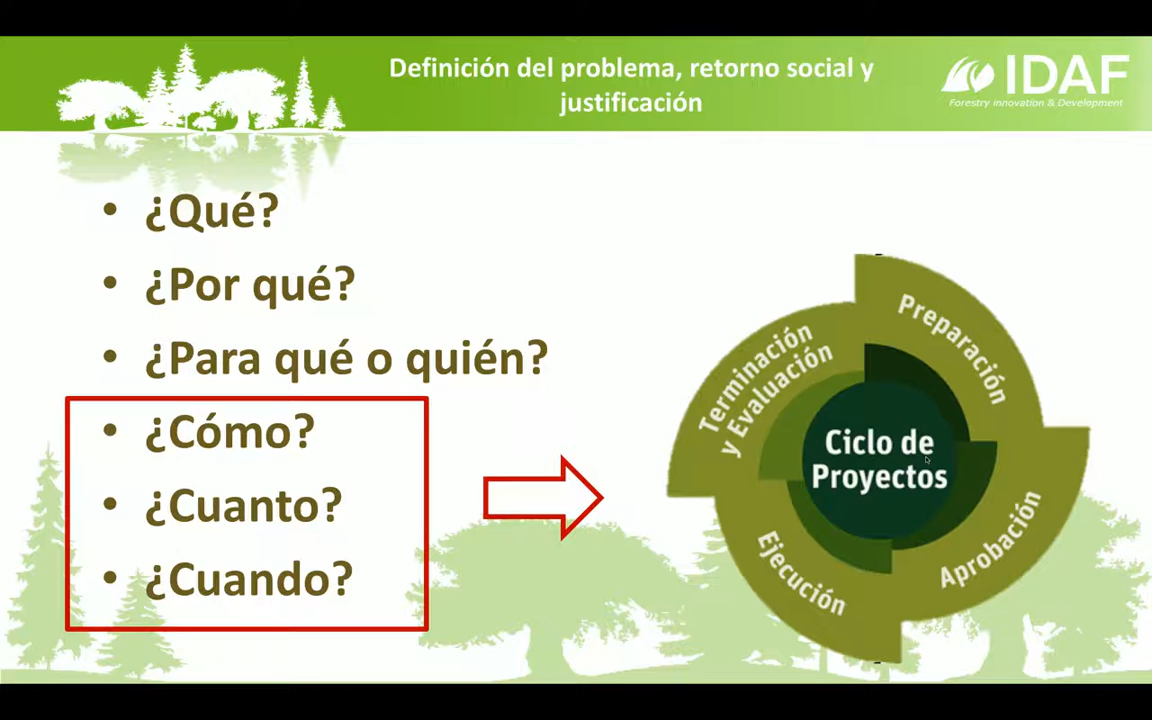 Definición del problema, retorno social y
justificación
IDAF
Forestry innovation & Development
• ¿Qué?
• ¿Por qué?
• ¿Para qué o quién?
• ¿Cómo?
• ¿Cuanto?
• ¿Cuando?
Terminación
y Evaluación
Preparación
Ciclo de
Proyectos
Ejecución
Aprobación